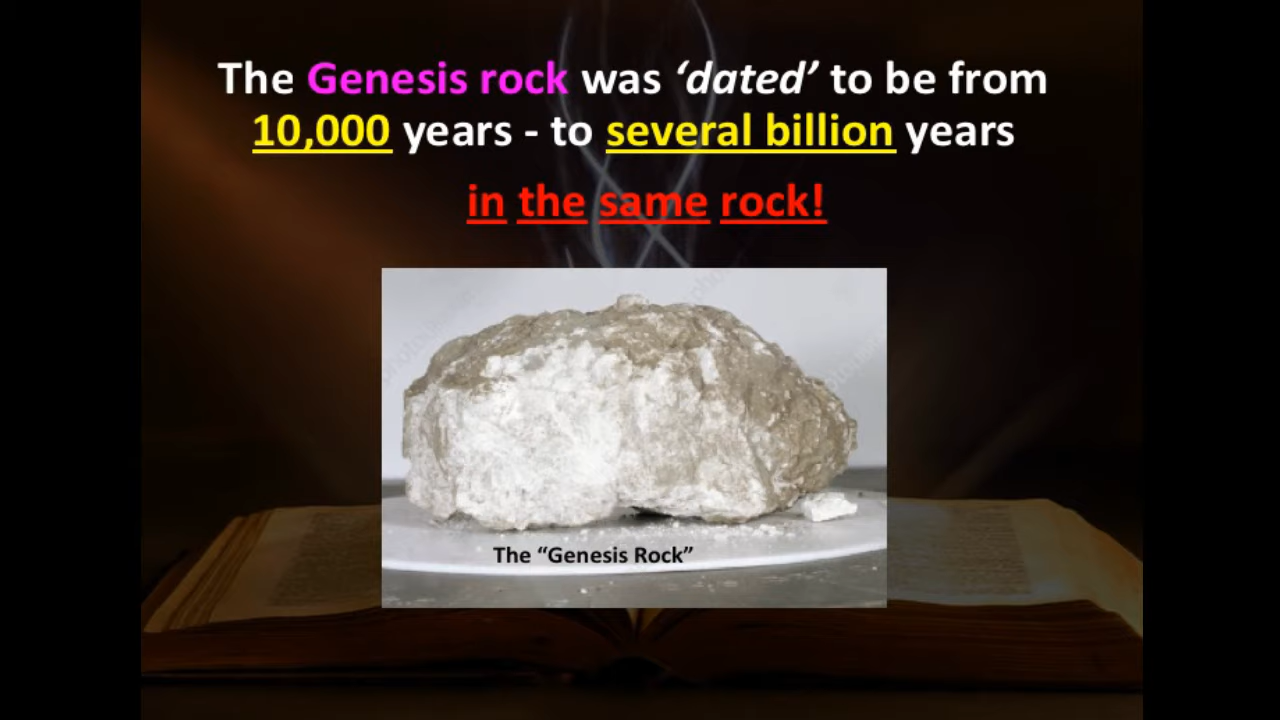 The Genesis rock was ‘dated’ to be from
10,000 years - to several billion years
in the same rock!
The “Genesis Rock”